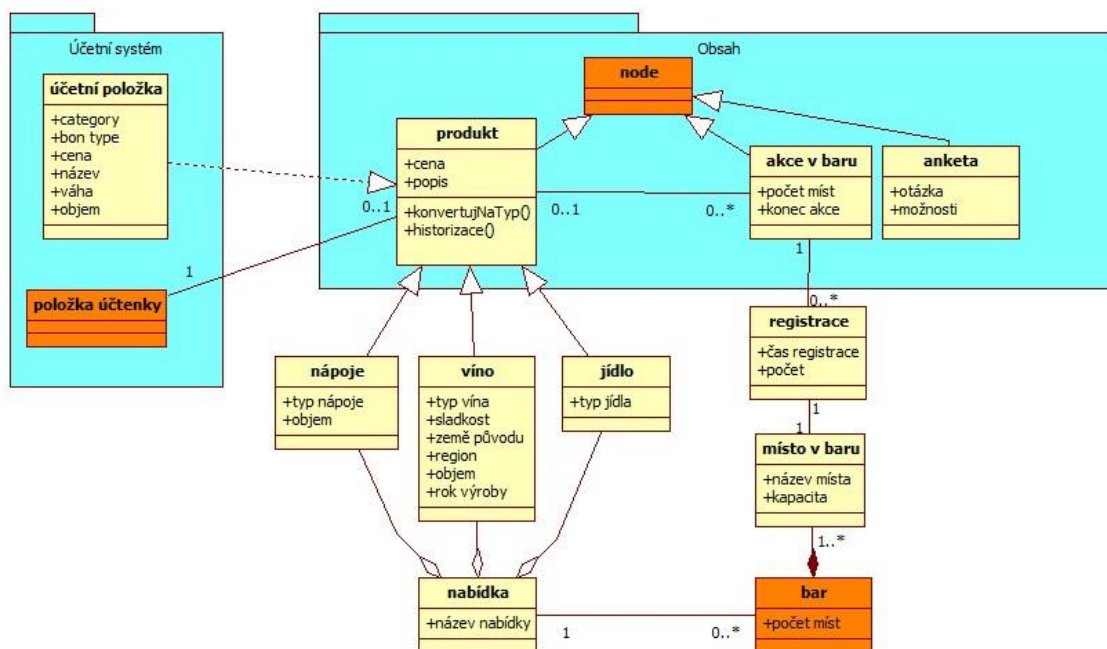 Účetní systém
účetní položka
+category
+bon type
+cena
+název
+váha
+objem
položka účtenky
1
Obsah
node
produkt
+cena
+popis
+konvertujNaTyp()
+historizace()
0..1
0..1
0..*
akce v baru
+počet míst
+konec akce
anketa
+otázka
+možnosti
1
0..*
registrace
+čas registrace
+počet
1
1
místo v baru
+název místa
+kapacita
1..*
nápoje
+typ nápoje
+objem
víno
+typ vína
+sladkost
+země původu
+region
+objem
+rok výroby
jídlo
+typ jídla
nabídka
+název nabídky
1
0..*
bar
+počet míst